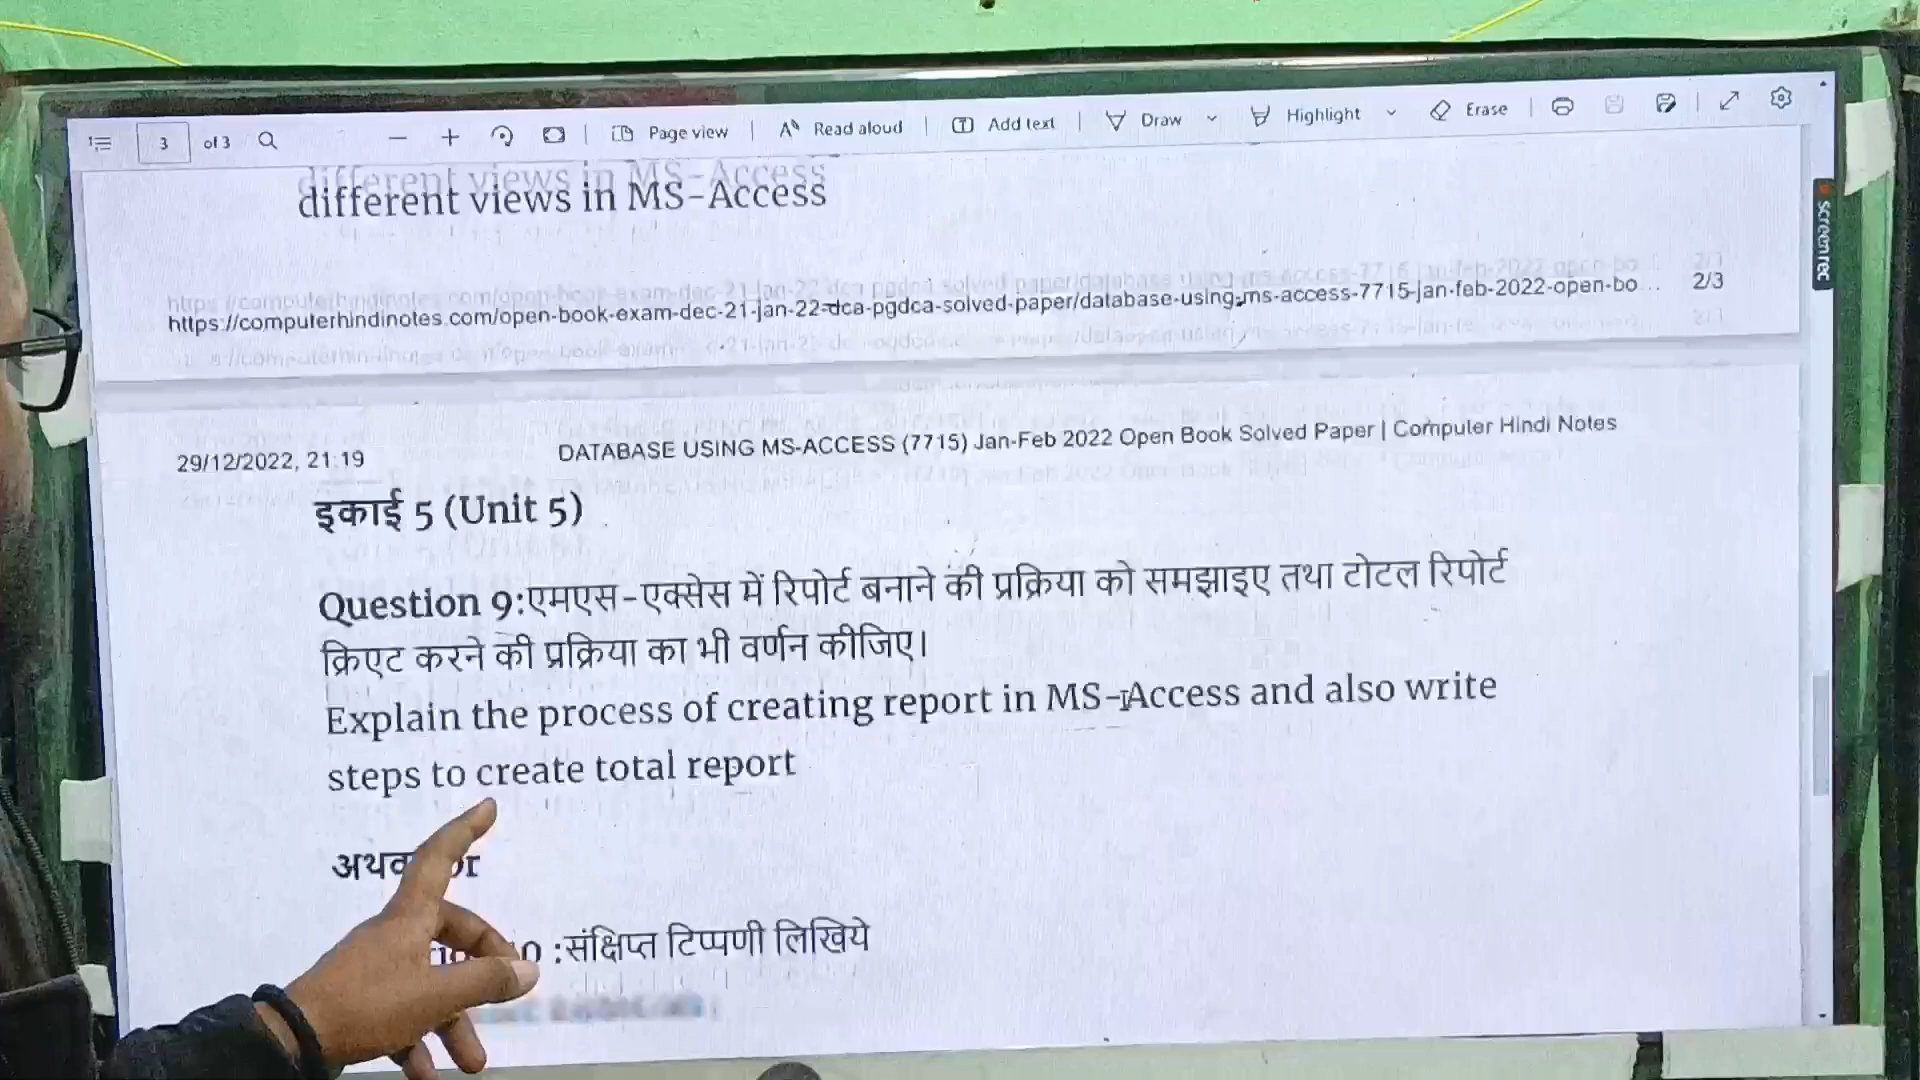 3 of 3 Page view Read aloud Add text Draw Highlight Erase
different views in MS-Access
https://computerhindinotes.com/open-book-exam-dec-21-jan-22-dca-pgdca-solved-paper/database-using-ms-access-7715-jan-feb-2022-open-bo... 2/3
screenrec
29/12/2022, 21:19 DATABASE USING MS-ACCESS (7715) Jan-Feb 2022 Open Book Solved Paper | Computer Hindi Notes
इकाई 5 (Unit 5)
Question 9:एमएस-एक्सेस में रिपोर्ट बनाने की प्रक्रिया को समझाइए तथा टोटल रिपोर्ट
क्रिएट करने की प्रक्रिया का भी वर्णन कीजिए।
Explain the process of creating report in MS-Access and also write
steps to create total report
:संक्षिप्त टिप्पणी लिखिये